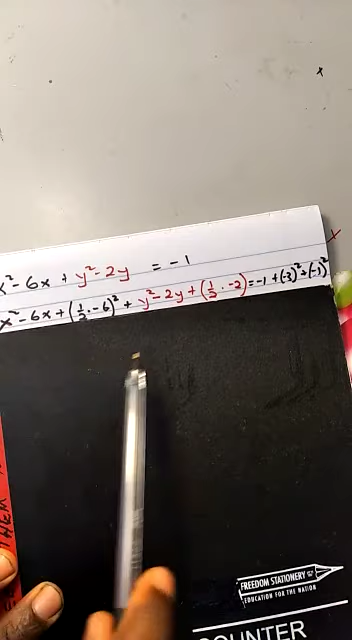 x² - 6x + y² - 2y = -1
x² - 6x + (½ · -6)² + y² - 2y + (½ · -2) = -1 + (-3)² + (-1)²
FREEDOM STATIONERY
EDUCATION FOR THE NATION
COUNTER